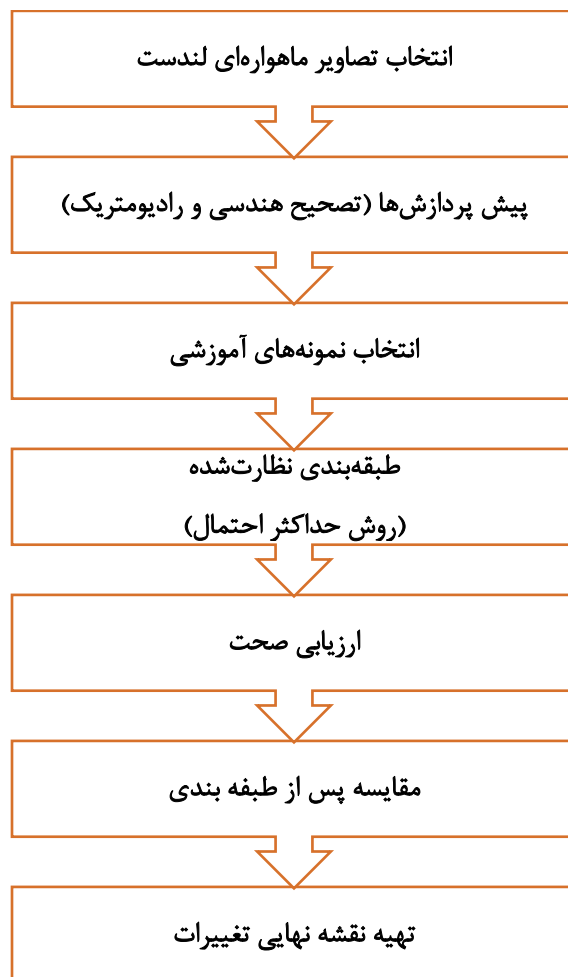 انتخاب تصاویر ماهواره‌ای لندست
پیش پردازش‌ها (تصحیح هندسی و رادیومتریک)
انتخاب نمونه‌های آموزشی
طبقه‌بندی نظارت‌شده
(روش حداکثر احتمال)
ارزیابی صحت
مقایسه پس از طبفه بندی
تهیه نقشه نهایی تغییرات